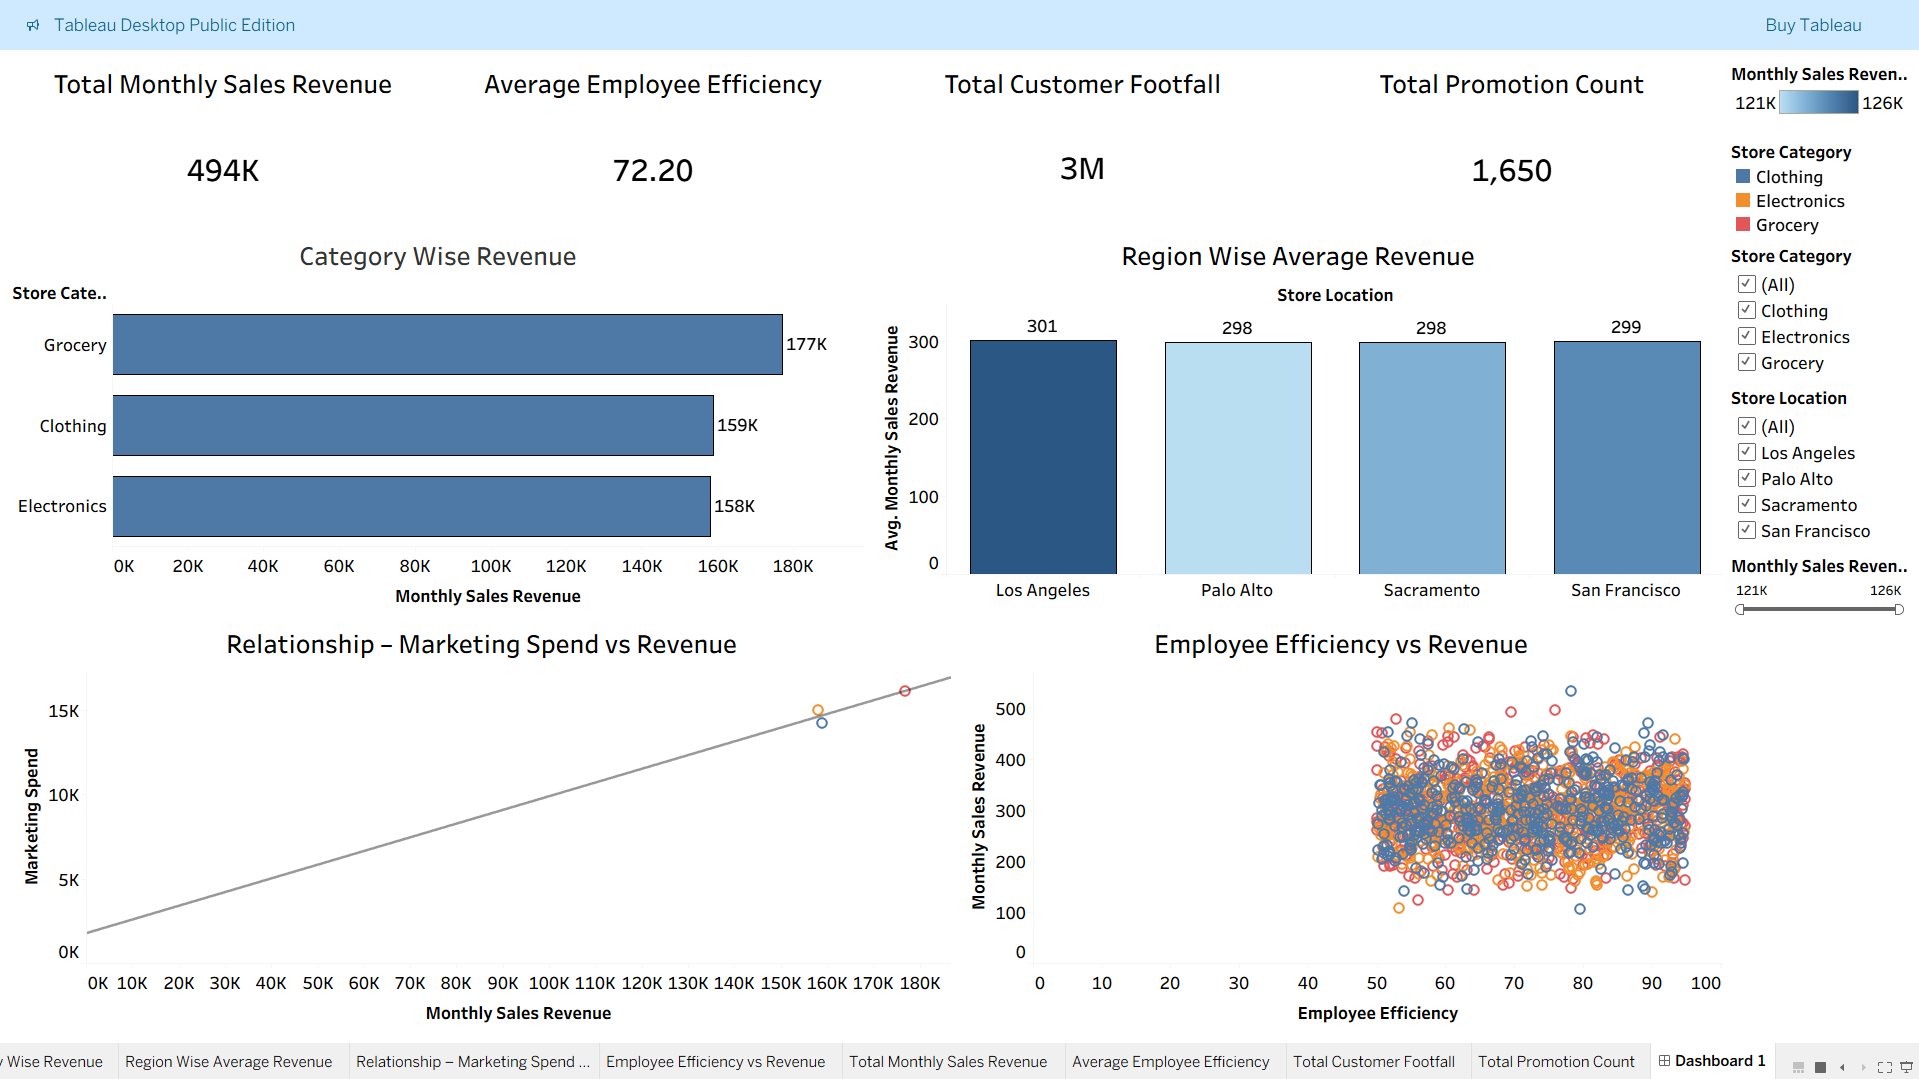 Tableau Desktop Public Edition
Buy Tableau
Total Monthly Sales Revenue
Average Employee Efficiency
Total Customer Footfall
Total Promotion Count
494K
72.20
3M
1,650
Monthly Sales Reven..
121K 126K
Store Category
Clothing
Electronics
Grocery
Store Category
(All)
Clothing
Electronics
Grocery
Store Location
(All)
Los Angeles
Palo Alto
Sacramento
San Francisco
Monthly Sales Reven..
121K 126K
Category Wise Revenue
Store Cate..
Grocery 177K
Clothing 159K
Electronics 158K
0K 20K 40K 60K 80K 100K 120K 140K 160K 180K
Monthly Sales Revenue
Region Wise Average Revenue
Store Location
Avg. Monthly Sales Revenue
300
200
100
0
301 298 298 299
Los Angeles Palo Alto Sacramento San Francisco
Relationship – Marketing Spend vs Revenue
Marketing Spend
15K
10K
5K
0K
0K 10K 20K 30K 40K 50K 60K 70K 80K 90K 100K 110K 120K 130K 140K 150K 160K 170K 180K
Monthly Sales Revenue
Employee Efficiency vs Revenue
Monthly Sales Revenue
500
400
300
200
100
0
0 10 20 30 40 50 60 70 80 90 100
Employee Efficiency
y Wise Revenue
Region Wise Average Revenue
Relationship – Marketing Spend ...
Employee Efficiency vs Revenue
Total Monthly Sales Revenue
Average Employee Efficiency
Total Customer Footfall
Total Promotion Count
Dashboard 1